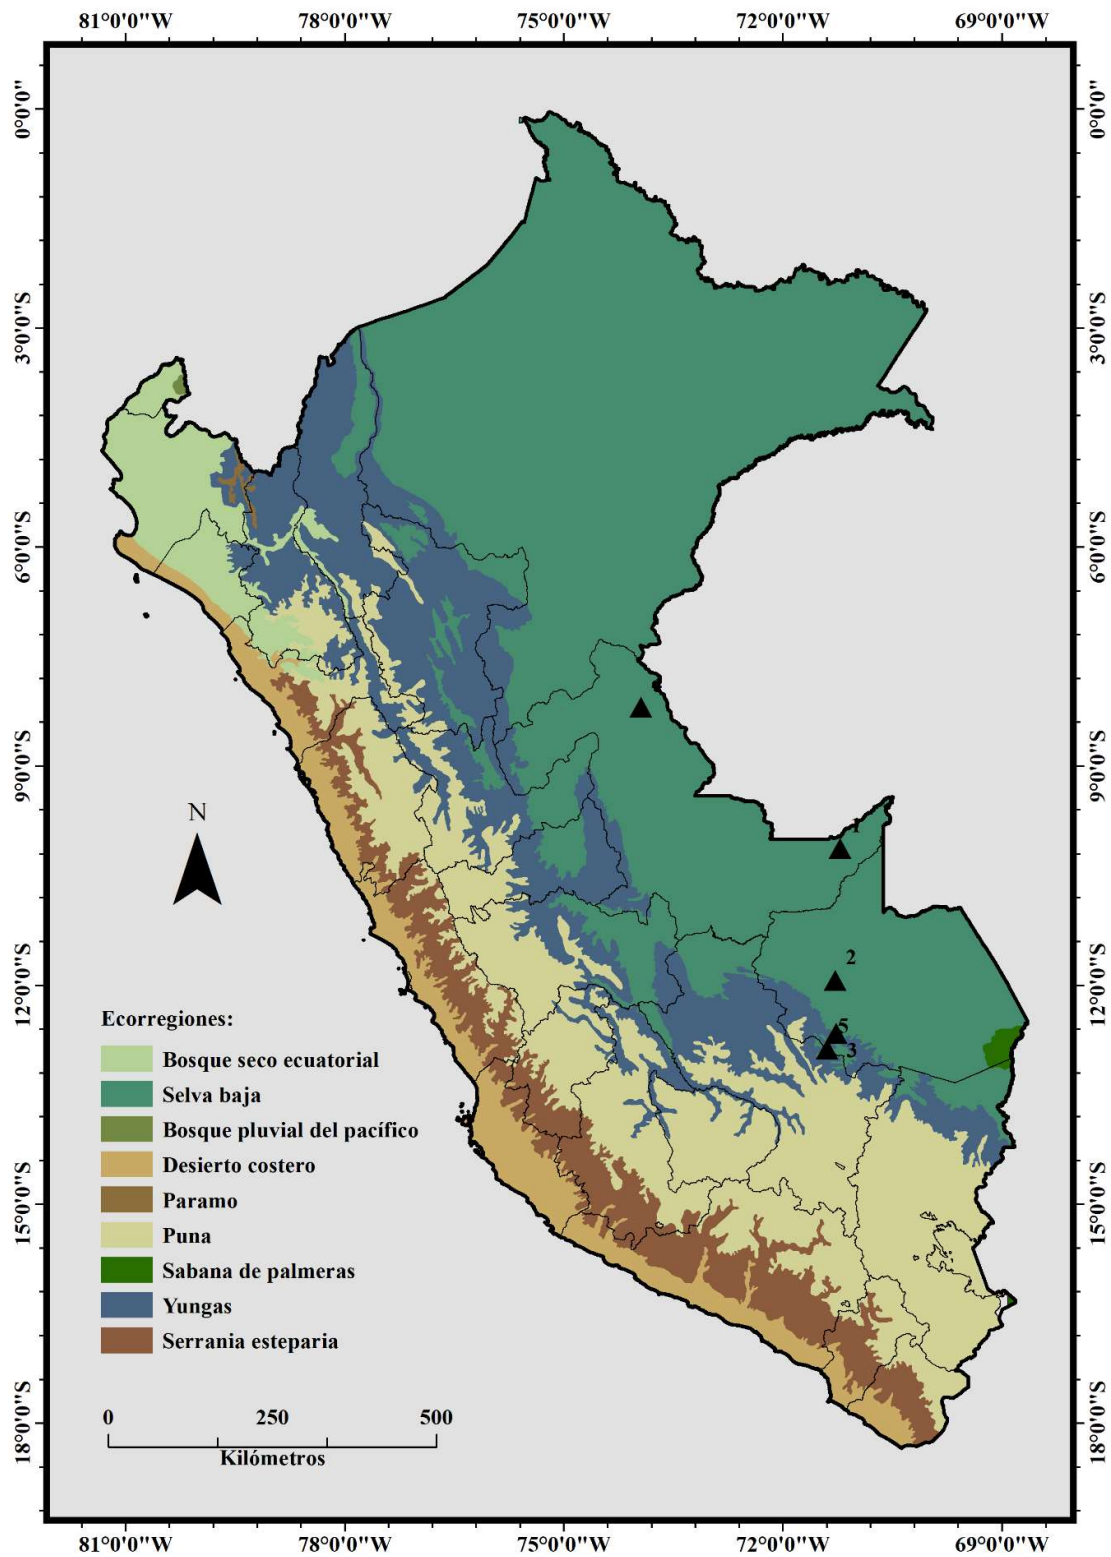 81°0'0"W 78°0'0"W 75°0'0"W 72°0'0"W 69°0'0"W
0°0'0" 0°0'0"
3°0'0"S 3°0'0"S
6°0'0"S 6°0'0"S
9°0'0"S 9°0'0"S
N
1
2
12°0'0"S 12°0'0"S
5
3
Ecorregiones:
Bosque seco ecuatorial
Selva baja
Bosque pluvial del pacífico
Desierto costero
Paramo
Puna
Sabana de palmeras
Yungas
Serrania esteparia
15°0'0"S 15°0'0"S
18°0'0"S 18°0'0"S
0 250 500
Kilómetros
81°0'0"W 78°0'0"W 75°0'0"W 72°0'0"W 69°0'0"W